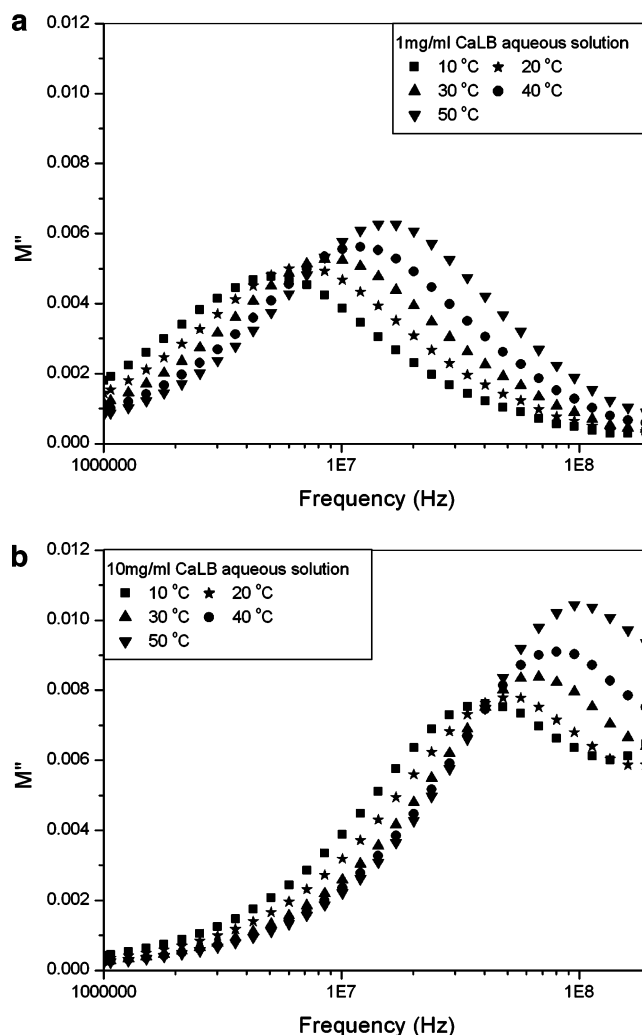 a
0.012
0.010
0.008
0.006
0.004
0.002
0.000
M"
1mg/ml CaLB aqueous solution
10 °C 20 °C
30 °C 40 °C
50 °C
1000000 1E7 1E8
Frequency (Hz)
b
0.012
0.010
0.008
0.006
0.004
0.002
0.000
M"
10mg/ml CaLB aqueous solution
10 °C 20 °C
30 °C 40 °C
50 °C
1000000 1E7 1E8
Frequency (Hz)